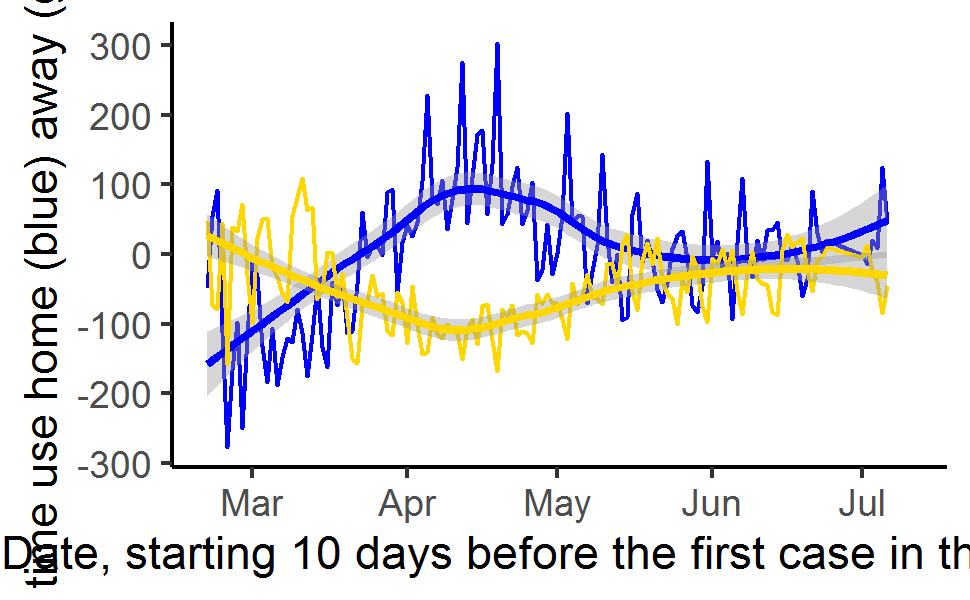 time use home (blue) away (
300
200
100
0
-100
-200
-300
Mar Apr May Jun Jul
Date, starting 10 days before the first case in th